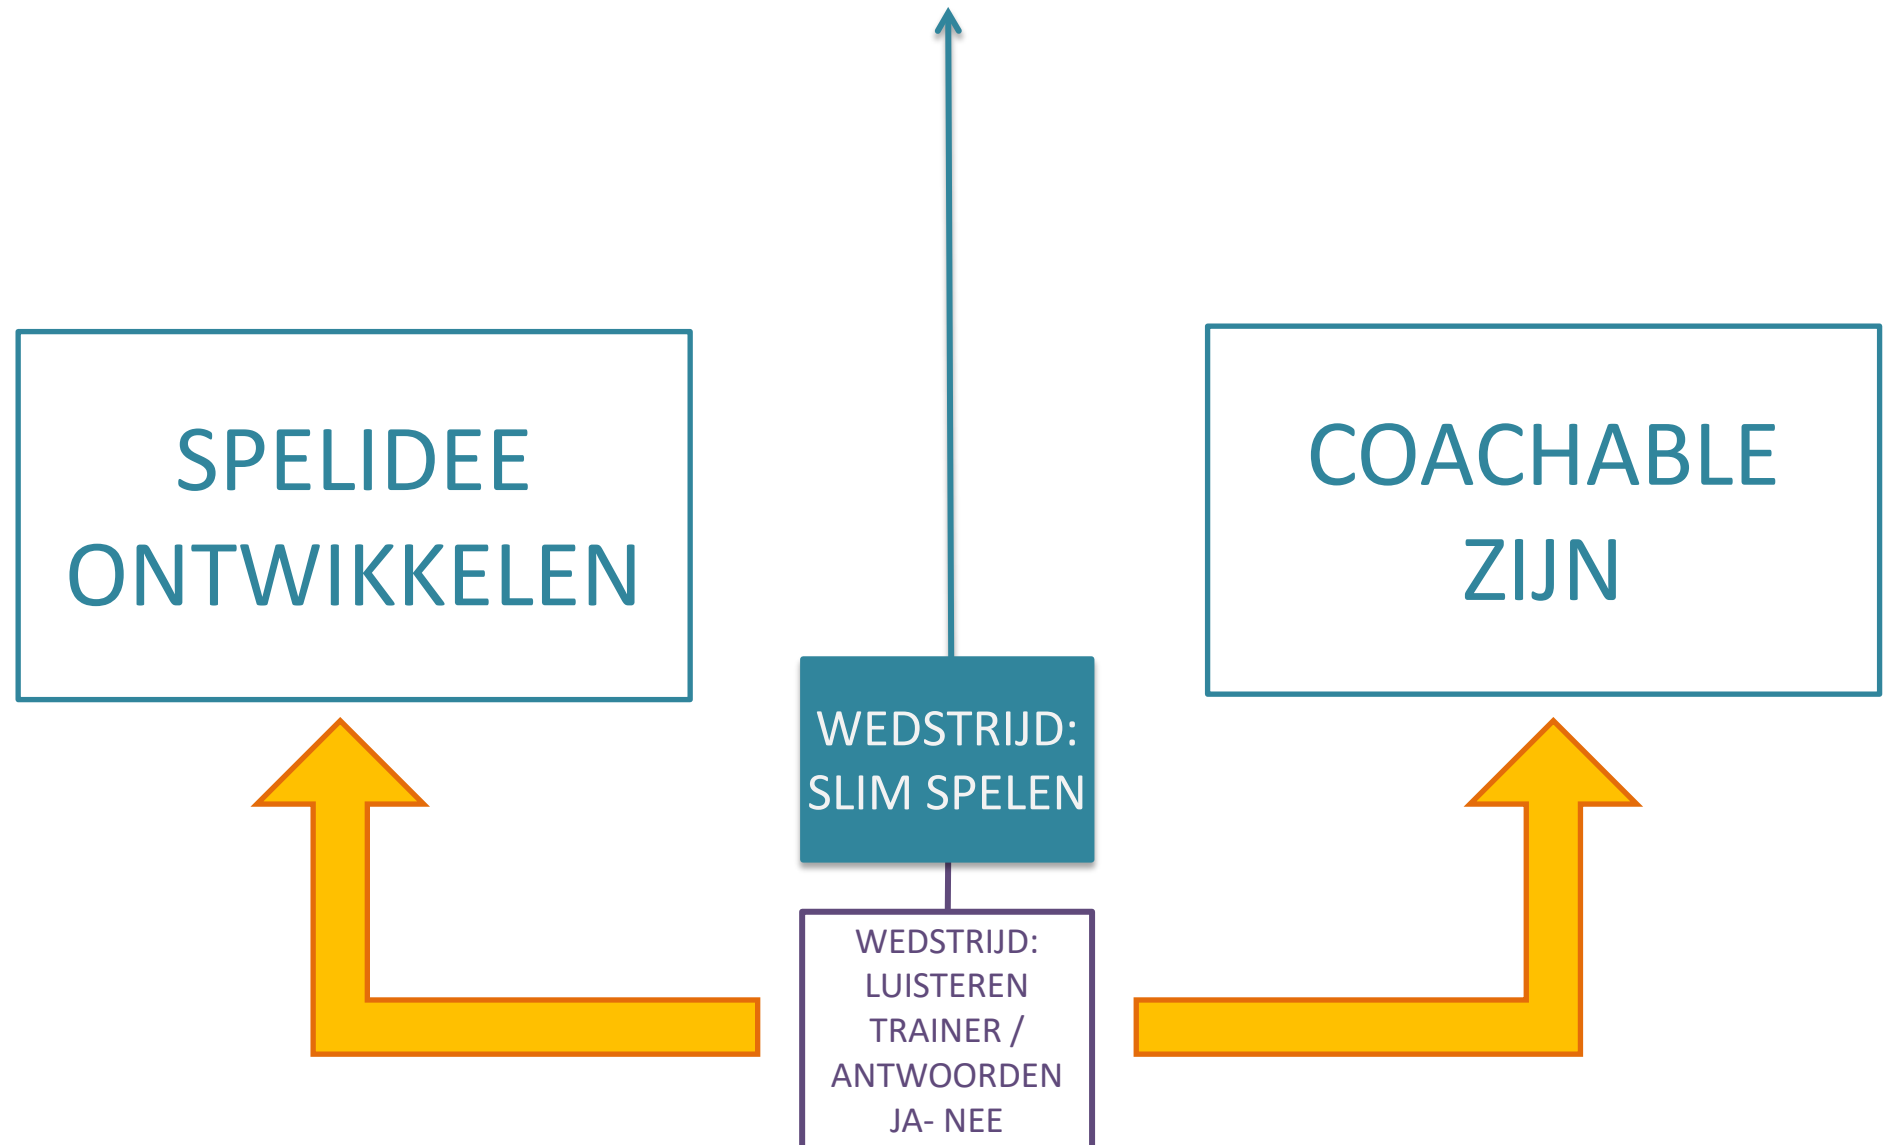 SPELIDEE
ONTWIKKELEN
COACHABLE
ZIJN
WEDSTRIJD:
SLIM SPELEN
WEDSTRIJD:
LUISTEREN
TRAINER /
ANTWOORDEN
JA- NEE